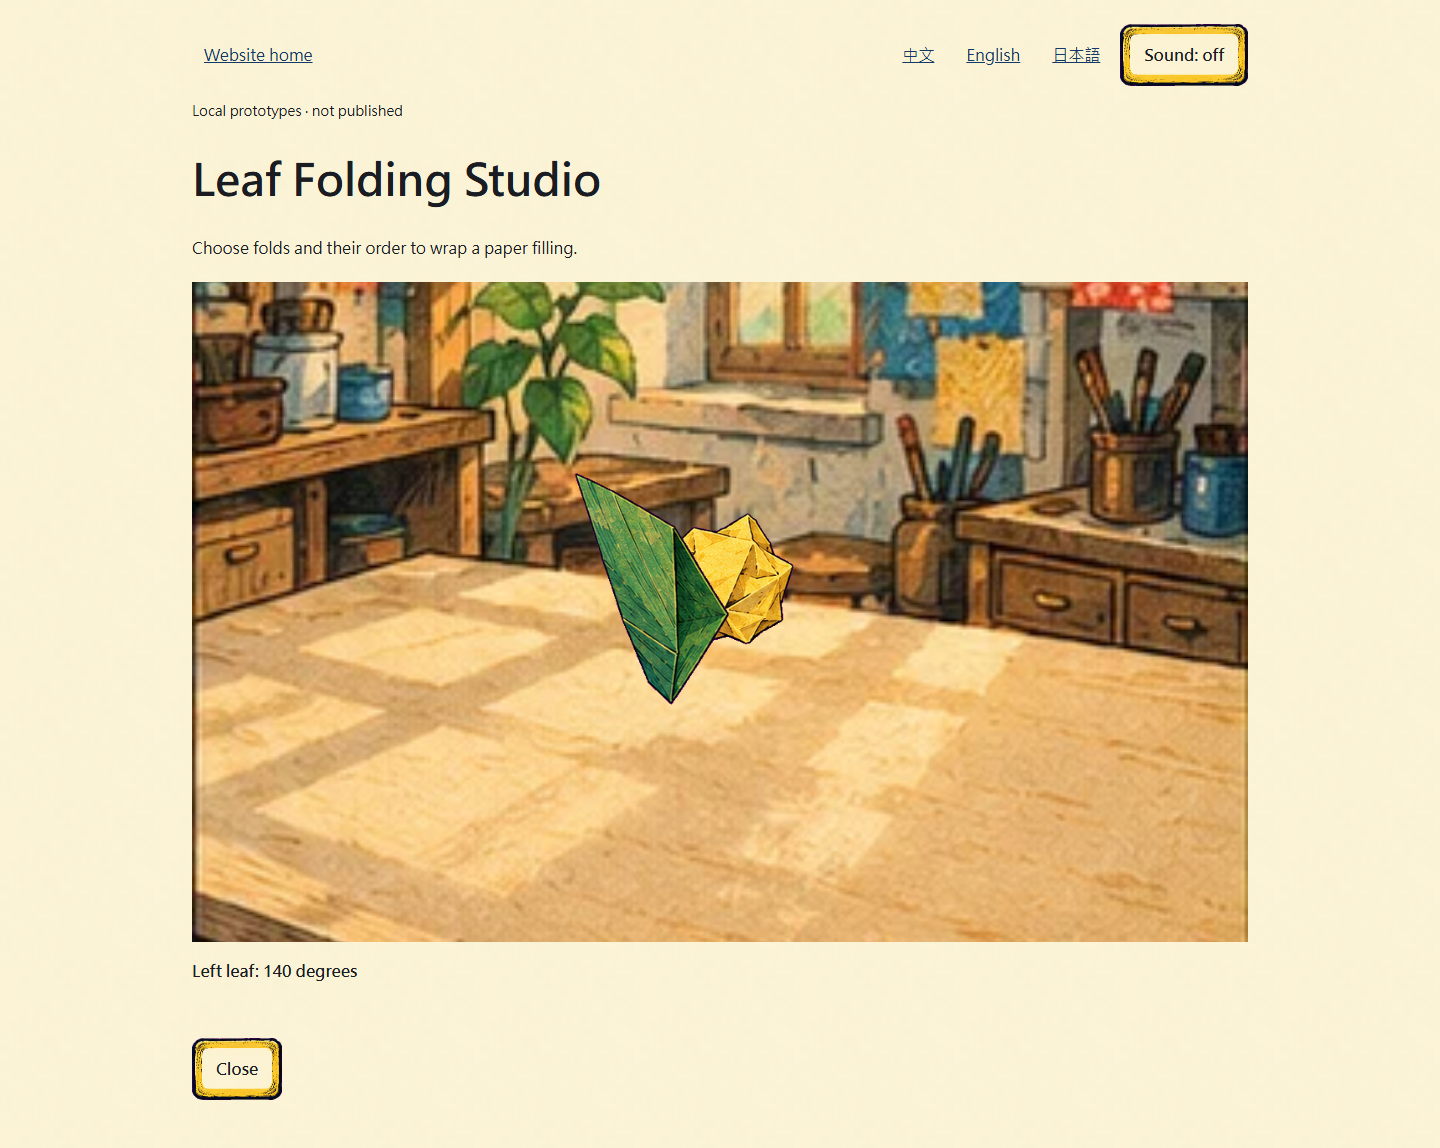 Website home
中文
English
日本語
Sound: off
Local prototypes · not published
Leaf Folding Studio
Choose folds and their order to wrap a paper filling.
Left leaf: 140 degrees
Close